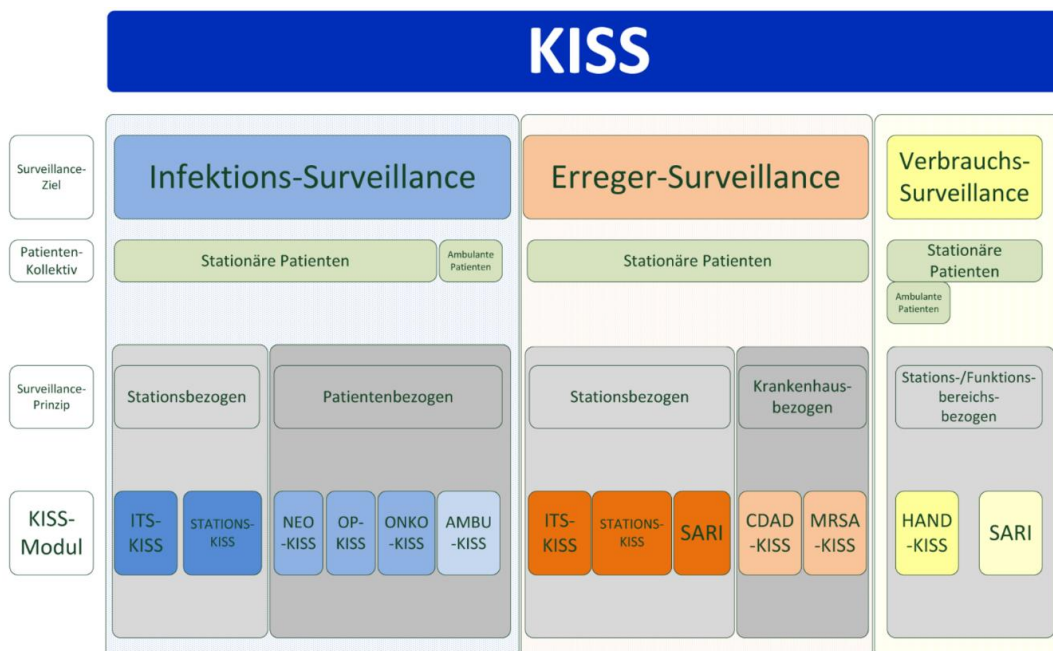 KISS
Surveillance-
Ziel
Infektions-Surveillance
Erreger-Surveillance
Verbrauchs-
Surveillance
Patienten-
Kollektiv
Stationäre Patienten
Ambulante
Patienten
Stationäre Patienten
Stationäre
Patienten
Ambulante
Patienten
Surveillance-
Prinzip
Stationsbezogen
Patientenbezogen
Stationsbezogen
Krankenhaus-
bezogen
Stations-/Funktions-
bereichs-
bezogen
KISS-
Modul
ITS-
KISS
STATIONS-
KISS
NEO
-KISS
OP-
KISS
ONKO
-KISS
AMBU
-KISS
ITS-
KISS
STATIONS-
KISS
SARI
CDAD
-KISS
MRSA
-KISS
HAND
-KISS
SARI